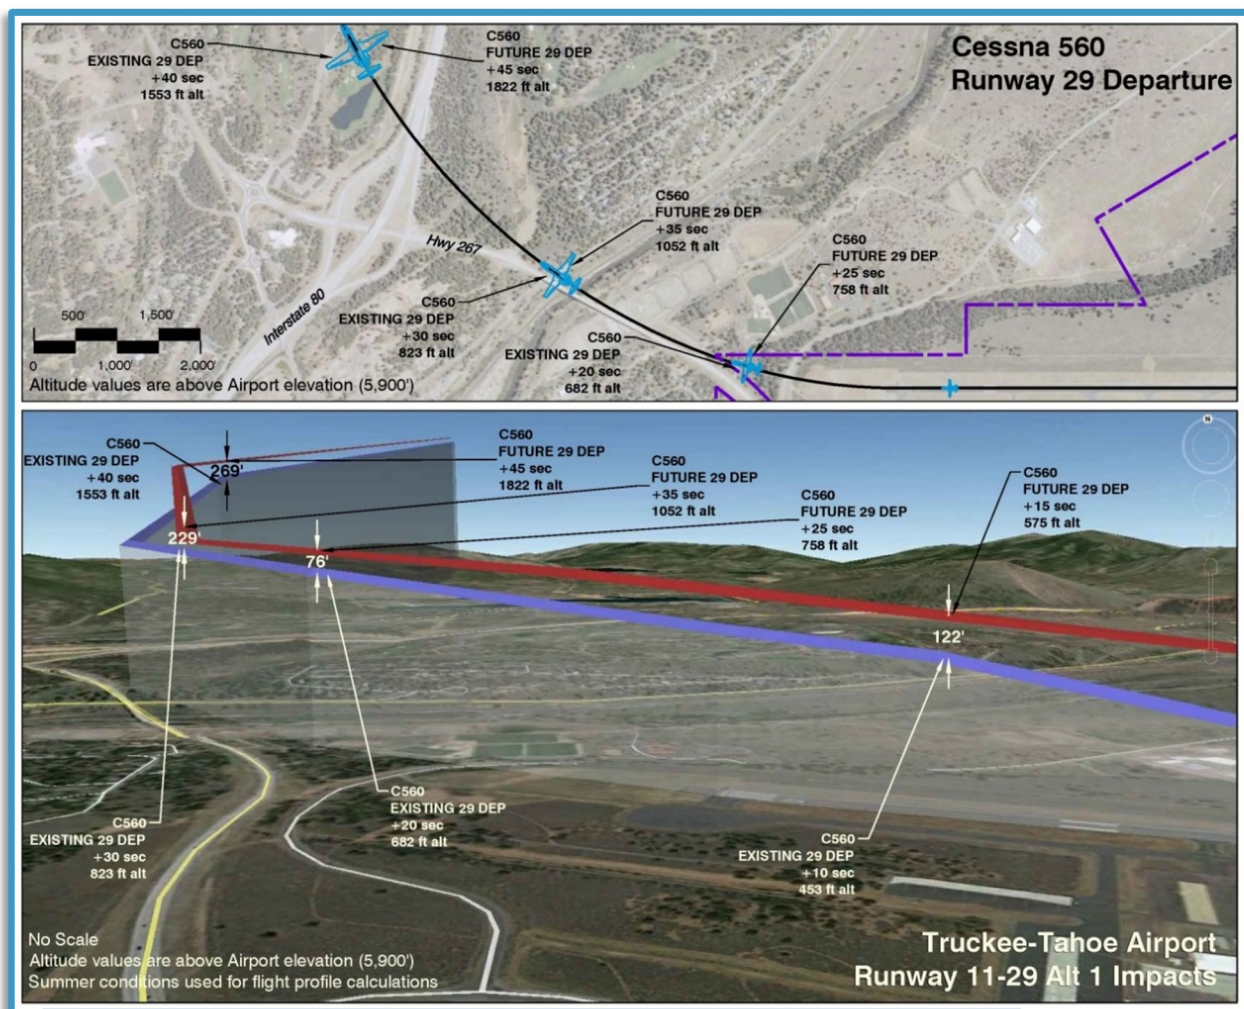 Cessna 560
Runway 29 Departure
C560
EXISTING 29 DEP
+40 sec
1553 ft alt
C560
FUTURE 29 DEP
+45 sec
1822 ft alt
C560
FUTURE 29 DEP
+35 sec
1052 ft alt
C560
FUTURE 29 DEP
+25 sec
758 ft alt
Hwy 267
Interstate 80
C560
EXISTING 29 DEP
+30 sec
823 ft alt
C560
EXISTING 29 DEP
+20 sec
682 ft alt
500' 1,500'
0 1,000' 2,000'
Altitude values are above Airport elevation (5,900')
C560
EXISTING 29 DEP
+40 sec
1553 ft alt
269'
C560
FUTURE 29 DEP
+45 sec
1822 ft alt
C560
FUTURE 29 DEP
+35 sec
1052 ft alt
C560
FUTURE 29 DEP
+25 sec
758 ft alt
C560
FUTURE 29 DEP
+15 sec
575 ft alt
N
229'
76'
122'
C560
EXISTING 29 DEP
+30 sec
823 ft alt
C560
EXISTING 29 DEP
+20 sec
682 ft alt
C560
EXISTING 29 DEP
+10 sec
453 ft alt
No Scale
Altitude values are above Airport elevation (5,900')
Summer conditions used for flight profile calculations
Truckee-Tahoe Airport
Runway 11-29 Alt 1 Impacts